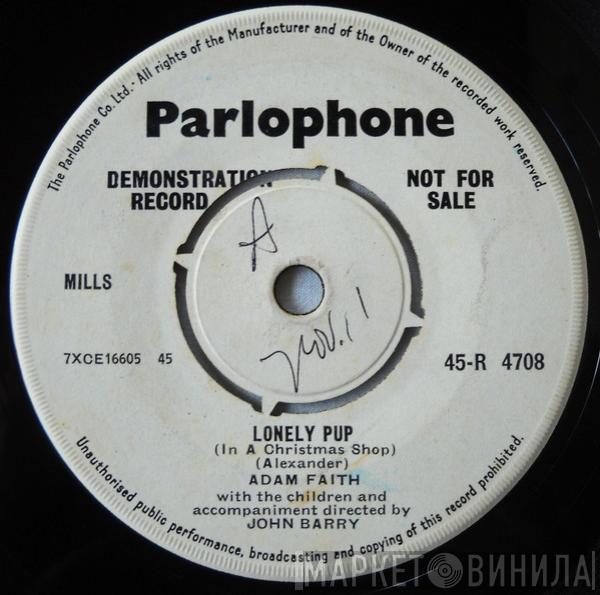 The Parlophone Co. Ltd. - All rights of the Manufacturer and of the Owner of the recorded work reserved.
Parlophone
DEMONSTRATION
RECORD
NOT FOR
SALE
A
MILLS
Nov. 11
7XCE16605 45
45-R 4708
LONELY PUP
(In A Christmas Shop)
(Alexander)
ADAM FAITH
with the children and
accompaniment directed by
JOHN BARRY
Unauthorised public performance, broadcasting and copying of this record prohibited.
МАРКЕТ ВИНИЛА